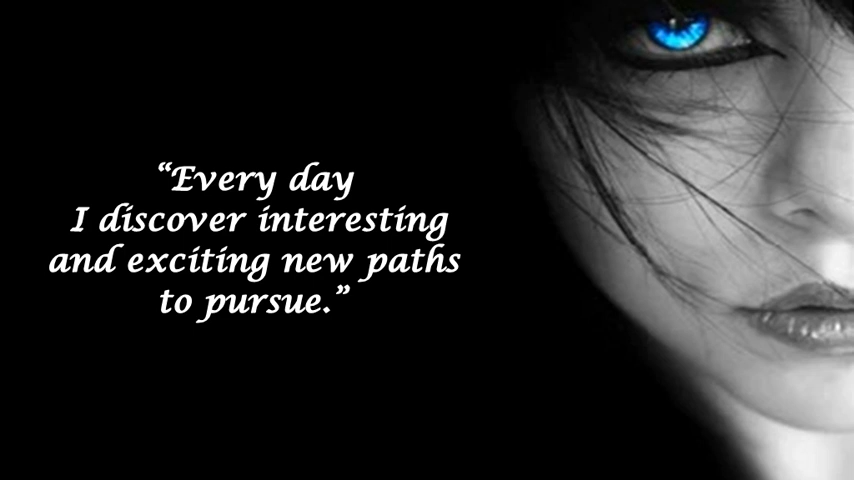 “Every day
I discover interesting
and exciting new paths
to pursue.”